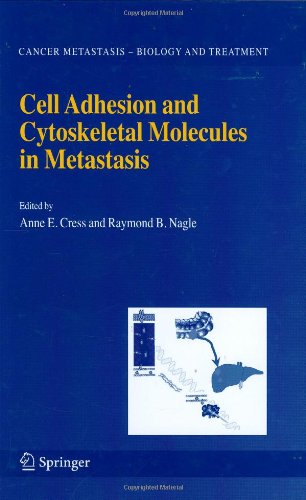 CANCER METASTASIS – BIOLOGY AND TREATMENT
Cell Adhesion and
Cytoskeletal Molecules
in Metastasis
Edited by
Anne E. Cress and Raymond B. Nagle
Springer